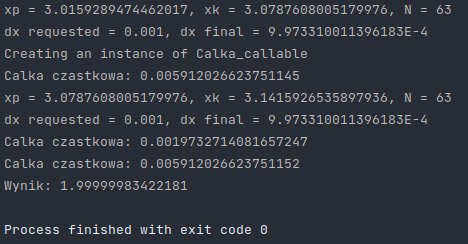 xp = 3.0159289474462017, xk = 3.0787608005179976, N = 63
dx requested = 0.001, dx final = 9.973310011396183E-4
Creating an instance of Calka_callable
Calka czastkowa: 0.005912026623751145
xp = 3.0787608005179976, xk = 3.1415926535897936, N = 63
dx requested = 0.001, dx final = 9.973310011396183E-4
Calka czastkowa: 0.0019732714081657247
Calka czastkowa: 0.005912026623751152
Wynik: 1.99999983422181
Process finished with exit code 0